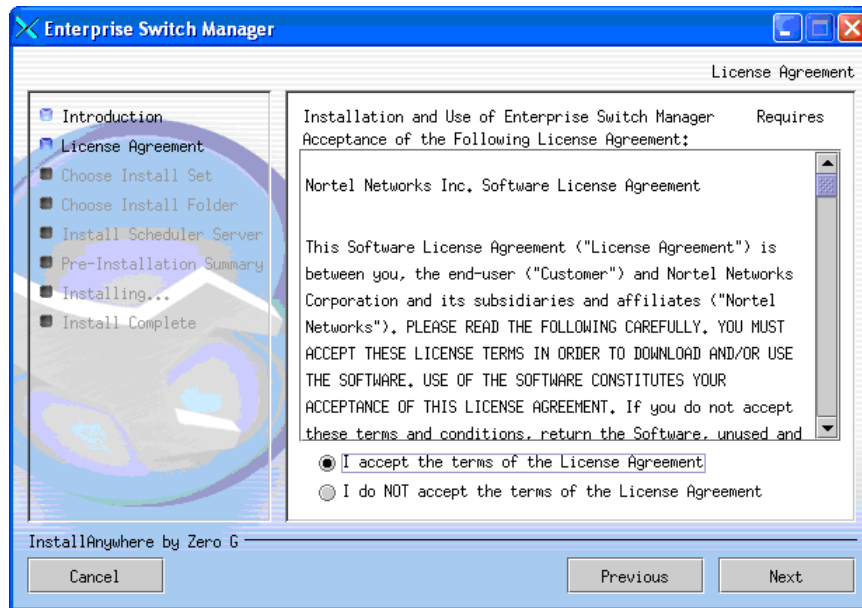 Enterprise Switch Manager
License Agreement
Introduction
License Agreement
Choose Install Set
Choose Install Folder
Install Scheduler Server
Pre-Installation Summary
Installing...
Install Complete
Installation and Use of Enterprise Switch Manager Requires
Acceptance of the Following License Agreement:
Nortel Networks Inc. Software License Agreement
This Software License Agreement ("License Agreement") is
between you, the end-user ("Customer") and Nortel Networks
Corporation and its subsidiaries and affiliates ("Nortel
Networks"). PLEASE READ THE FOLLOWING CAREFULLY. YOU MUST
ACCEPT THESE LICENSE TERMS IN ORDER TO DOWNLOAD AND/OR USE
THE SOFTWARE. USE OF THE SOFTWARE CONSTITUTES YOUR
ACCEPTANCE OF THIS LICENSE AGREEMENT. If you do not accept
these terms and conditions, return the Software, unused and
I accept the terms of the License Agreement
I do NOT accept the terms of the License Agreement
InstallAnywhere by Zero G
Cancel
Previous
Next